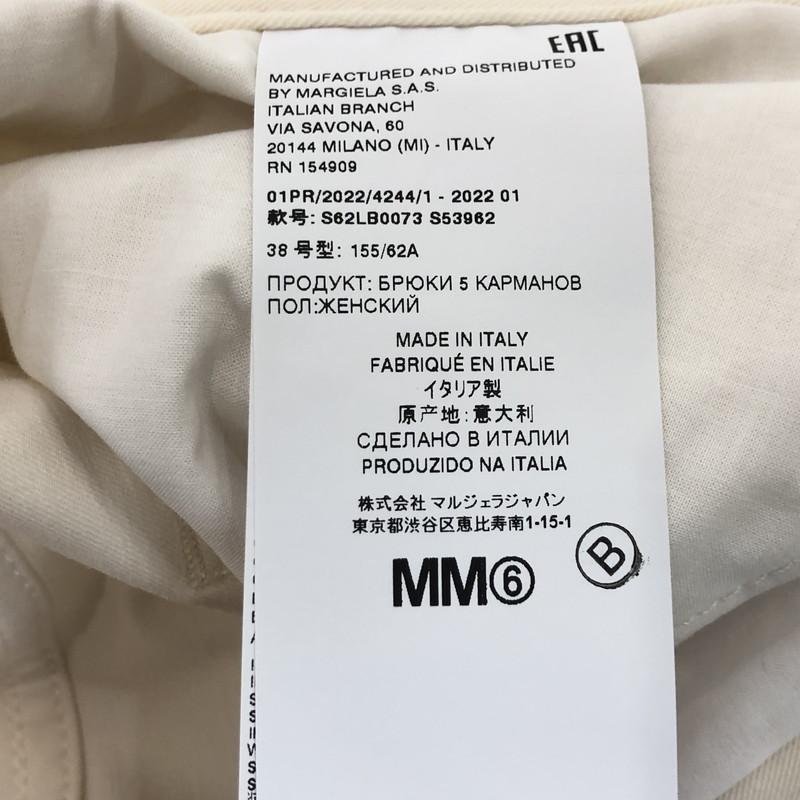 EAC
MANUFACTURED AND DISTRIBUTED
BY MARGIELA S.A.S.
ITALIAN BRANCH
VIA SAVONA, 60
20144 MILANO (MI) - ITALY
RN 154909
01PR/2022/4244/1 - 2022 01
款号: S62LB0073 S53962
38 号型: 155/62A
ПРОДУКТ: БРЮКИ 5 КАРМАНОВ
ПОЛ:ЖЕНСКИЙ
MADE IN ITALY
FABRIQUÉ EN ITALIE
イタリア製
原产地: 意大利
СДЕЛАНО В ИТАЛИИ
PRODUZIDO NA ITALIA
株式会社 マルジェラジャパン
東京都渋谷区恵比寿南1-15-1
B
MM⑥